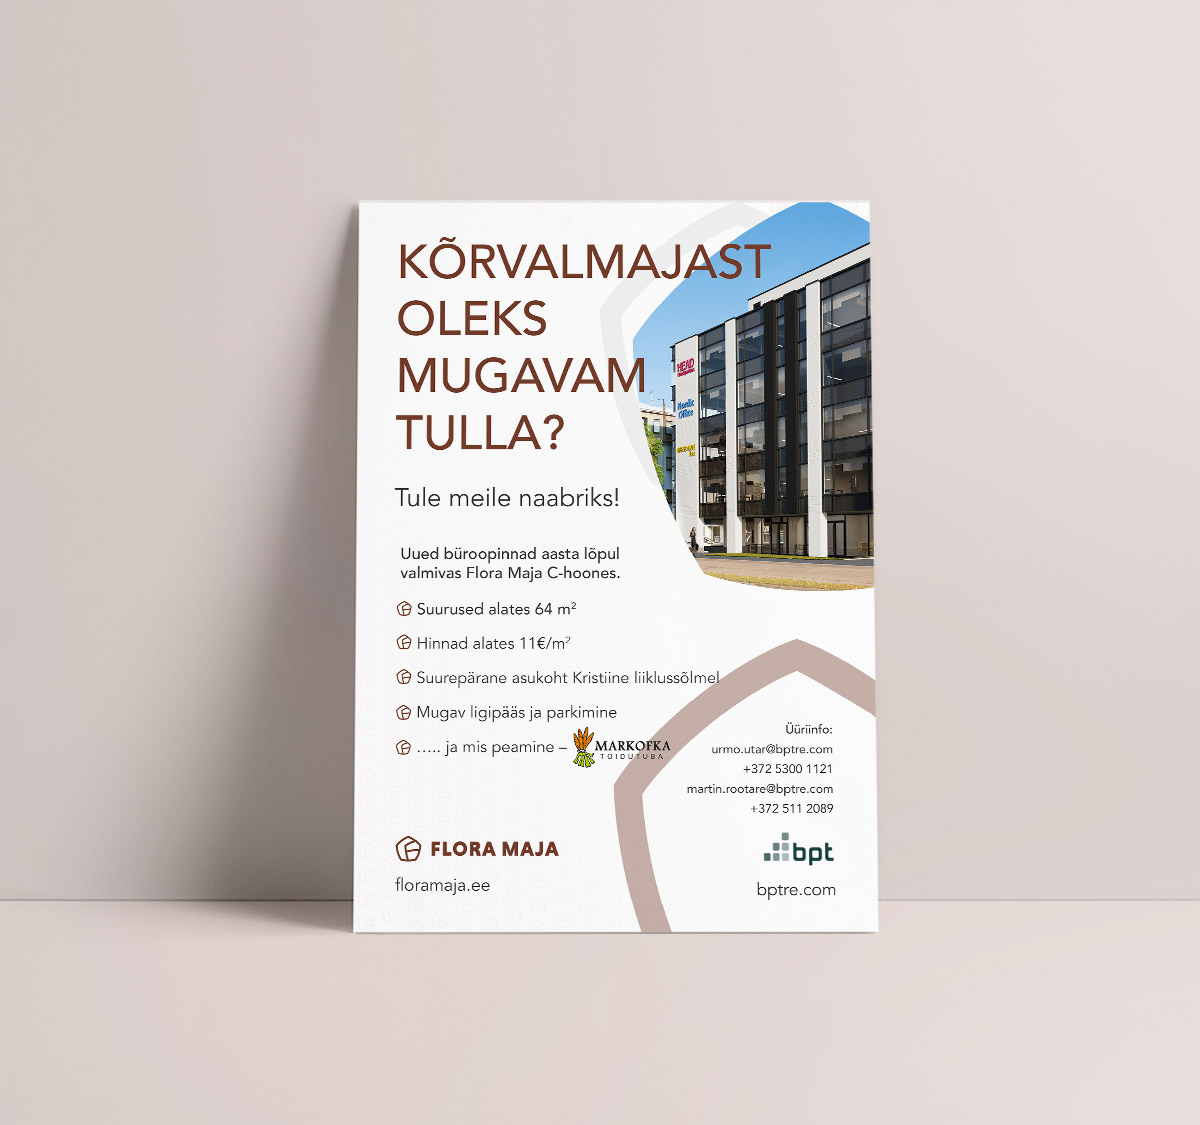 KÕRVALMAJAST
OLEKS
MUGAVAM
TULLA?
HEAD
Nordic
Office
Tule meile naabriks!
Uued büroopinnad aasta lõpul
valmivas Flora Maja C-hoones.
Suurused alates 64 m²
Hinnad alates 11€/m²
Suurepärane asukoht Kristiine liiklussõlmel
Mugav ligipääs ja parkimine
..... ja mis peamine – MARKOFKA
TOIDUTUBA
Üüriinfo:
urmo.utar@bptre.com
+372 5300 1121
martin.rootare@bptre.com
+372 511 2089
FLORA MAJA
floramaja.ee
bpt
bptre.com